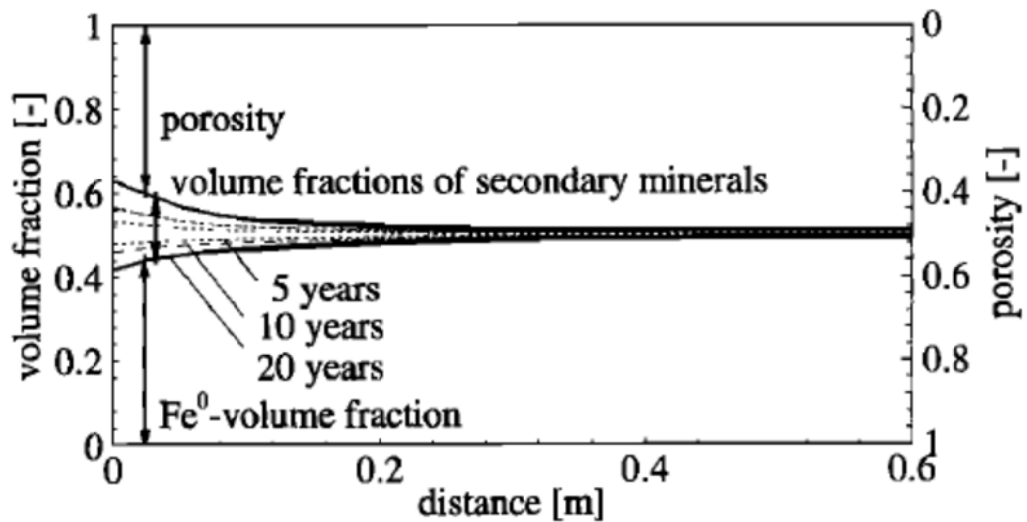 volume fraction [-]
1
0.8
0.6
0.4
0.2
0
porosity
volume fractions of secondary minerals
5 years
10 years
20 years
Fe⁰-volume fraction
0
0.2
0.4
0.6
0.8
1
porosity [-]
0
0.2
0.4
0.6
distance [m]